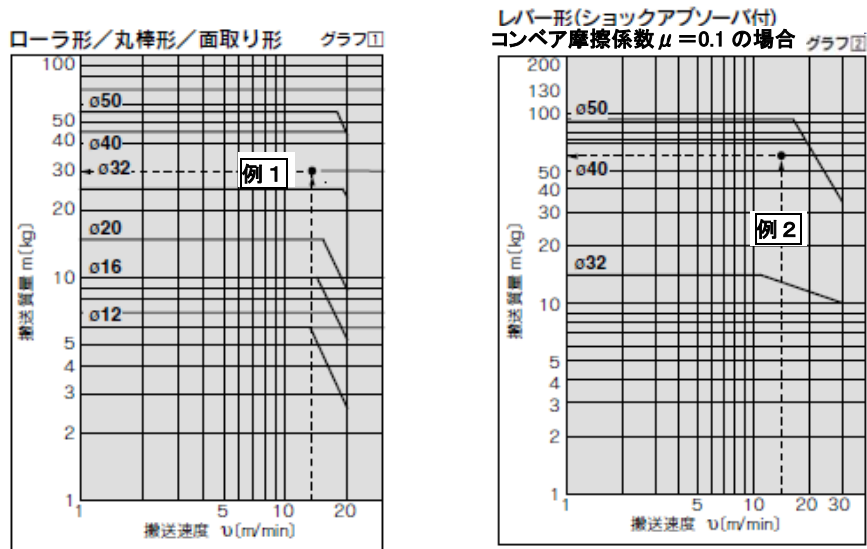 ローラ形／丸棒形／面取り形 グラフ1
100
50
40
30
20
10
5
4
3
2
1
ø50
ø40
ø32
ø20
ø16
ø12
例1
搬送質量 m〔kg〕
1
5
10
20
搬送速度 υ〔m/min〕
レバー形(ショックアブソーバ付)
コンベア摩擦係数μ=0.1の場合 グラフ2
200
130
100
50
40
30
20
10
5
4
3
2
1
ø50
ø40
ø32
例2
搬送質量 m〔kg〕
1
5
10
20 30
搬送速度 υ〔m/min〕